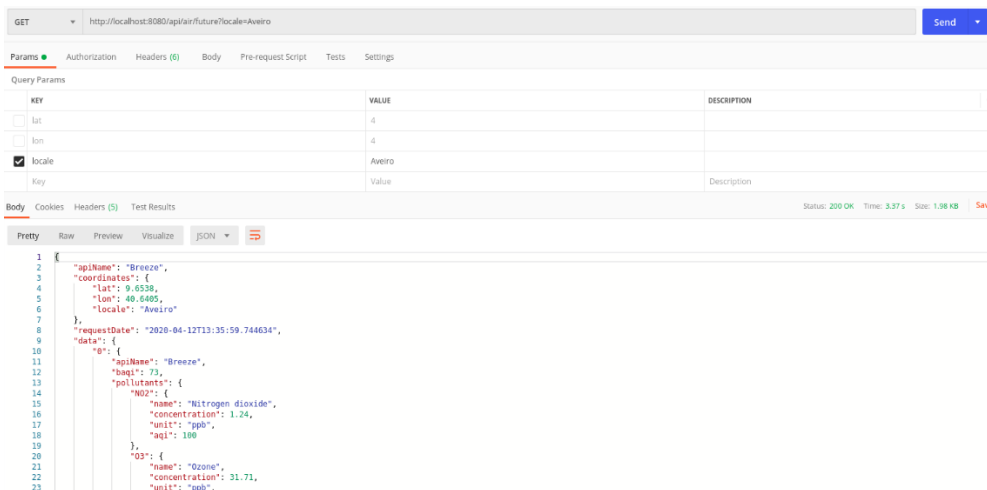 GET http://localhost:8080/api/air/future?locale=Aveiro Send
Params Authorization Headers (6) Body Pre-request Script Tests Settings
Query Params
KEY VALUE DESCRIPTION
lat 4
lon 4
locale Aveiro
Key Value Description
Body Cookies Headers (5) Test Results Status: 200 OK Time: 3.37 s Size: 1.98 KB Sav
Pretty Raw Preview Visualize JSON
1 {
2 "apiName": "Breeze",
3 "coordinates": {
4 "lat": 9.6538,
5 "lon": 40.6405,
6 "locale": "Aveiro"
7 },
8 "requestDate": "2020-04-12T13:35:59.744634",
9 "data": {
10 "0": {
11 "apiName": "Breeze",
12 "baqi": 73,
13 "pollutants": {
14 "NO2": {
15 "name": "Nitrogen dioxide",
16 "concentration": 1.24,
17 "unit": "ppb",
18 "aqi": 100
19 },
20 "O3": {
21 "name": "Ozone",
22 "concentration": 31.71,
23 "unit": "ppb",